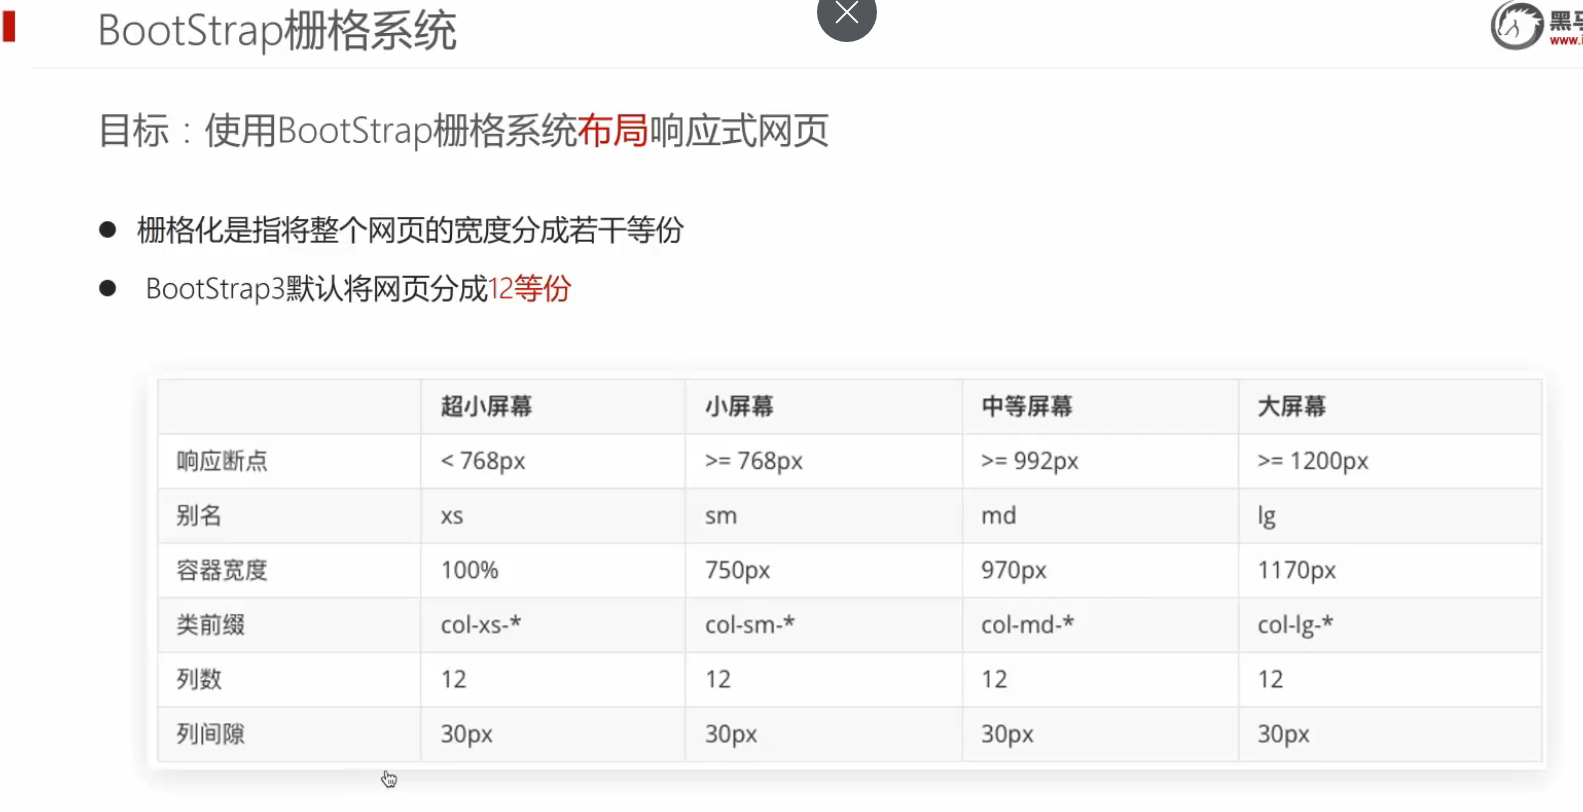 BootStrap栅格系统
黑马
www.i
目标：使用BootStrap栅格系统布局响应式网页
● 栅格化是指将整个网页的宽度分成若干等份
● BootStrap3默认将网页分成12等份
超小屏幕 小屏幕 中等屏幕 大屏幕
响应断点 < 768px >= 768px >= 992px >= 1200px
别名 xs sm md lg
容器宽度 100% 750px 970px 1170px
类前缀 col-xs-* col-sm-* col-md-* col-lg-*
列数 12 12 12 12
列间隙 30px 30px 30px 30px